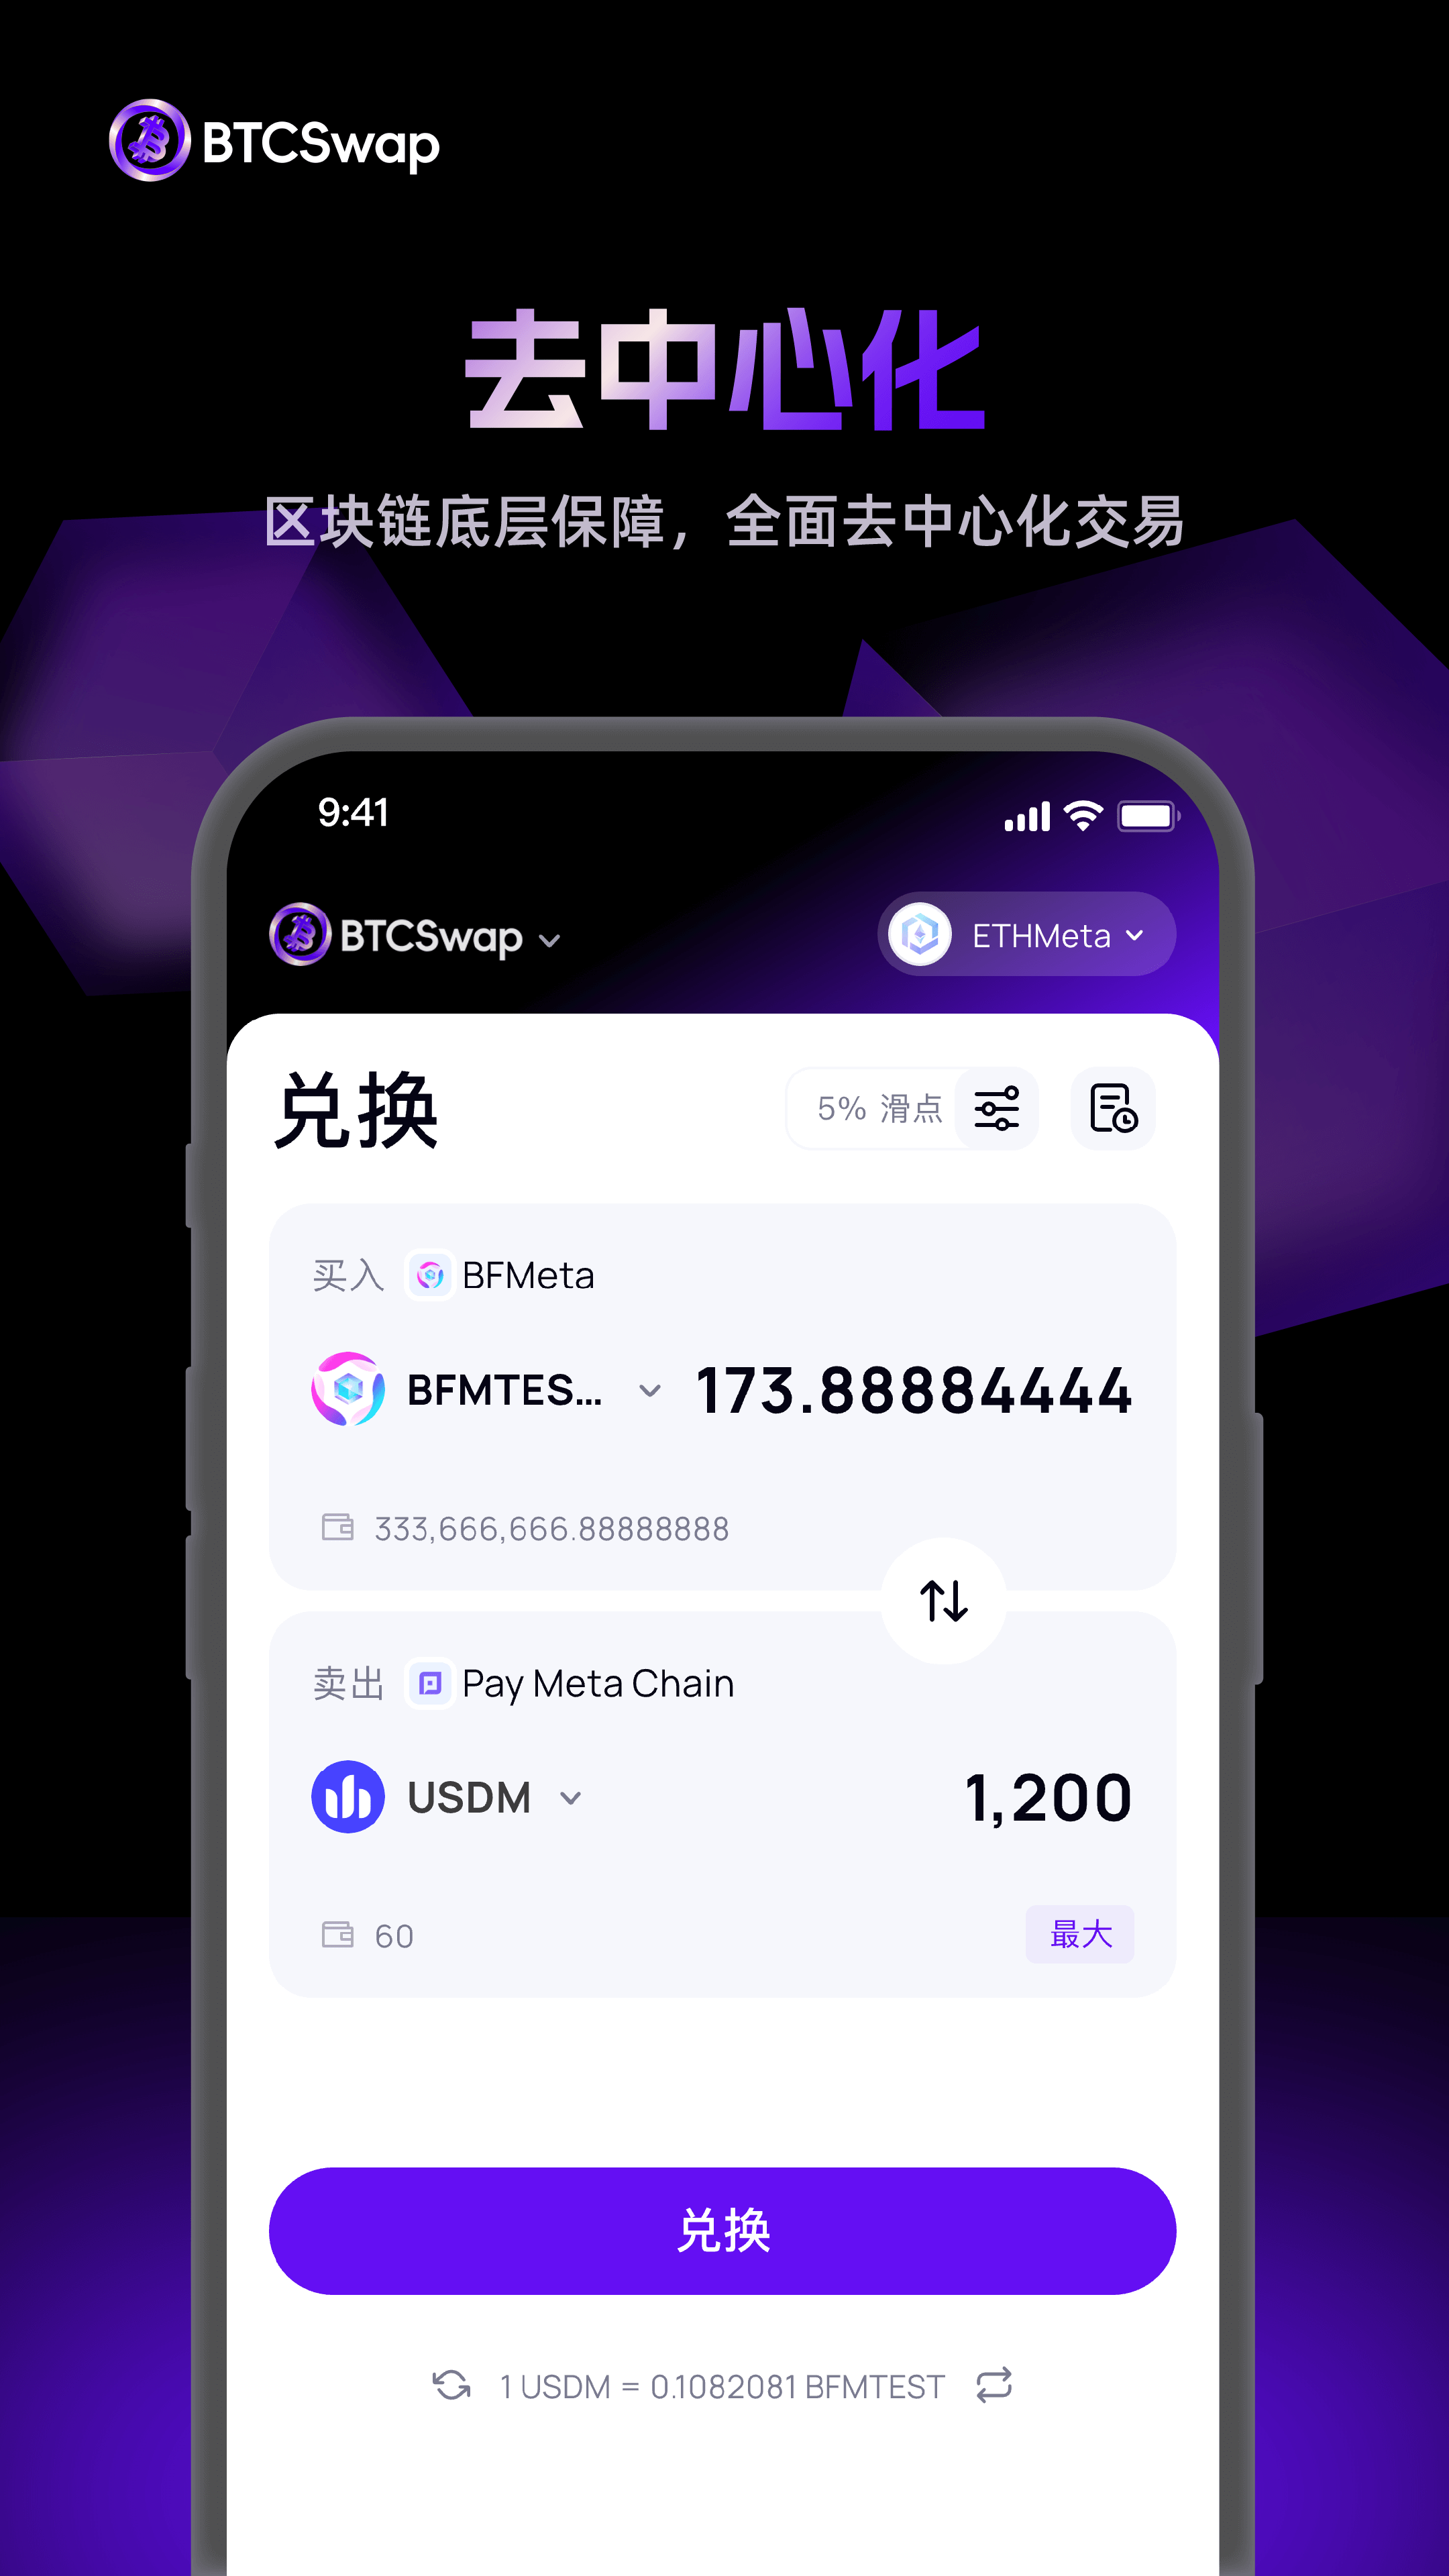 BTCSwap
去中心化
区块链底层保障，全面去中心化交易
9:41
BTCSwap
ETHMeta
兑换
5% 滑点
买入 BFMeta
BFMTES... 173.88884444
333,666,666.88888888
卖出 Pay Meta Chain
USDM 1,200
60
最大
兑换
1 USDM = 0.1082081 BFMTEST